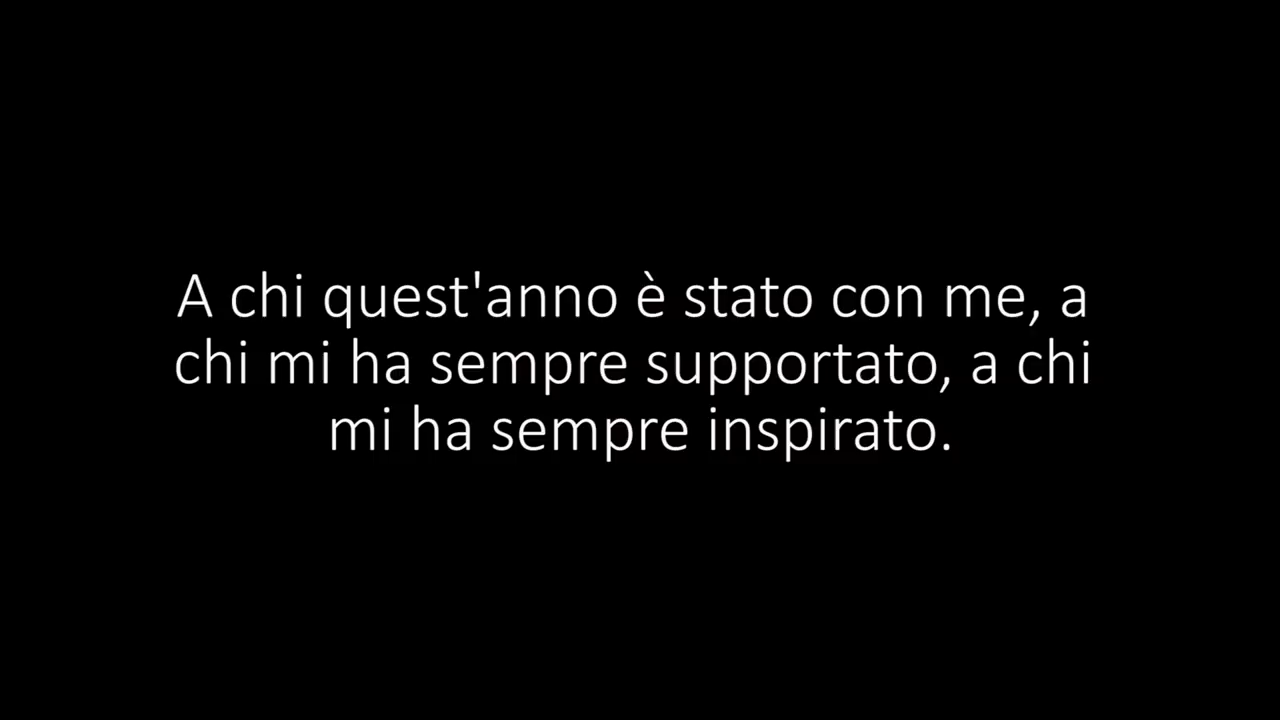 A chi quest'anno è stato con me, a
chi mi ha sempre supportato, a chi
mi ha sempre inspirato.